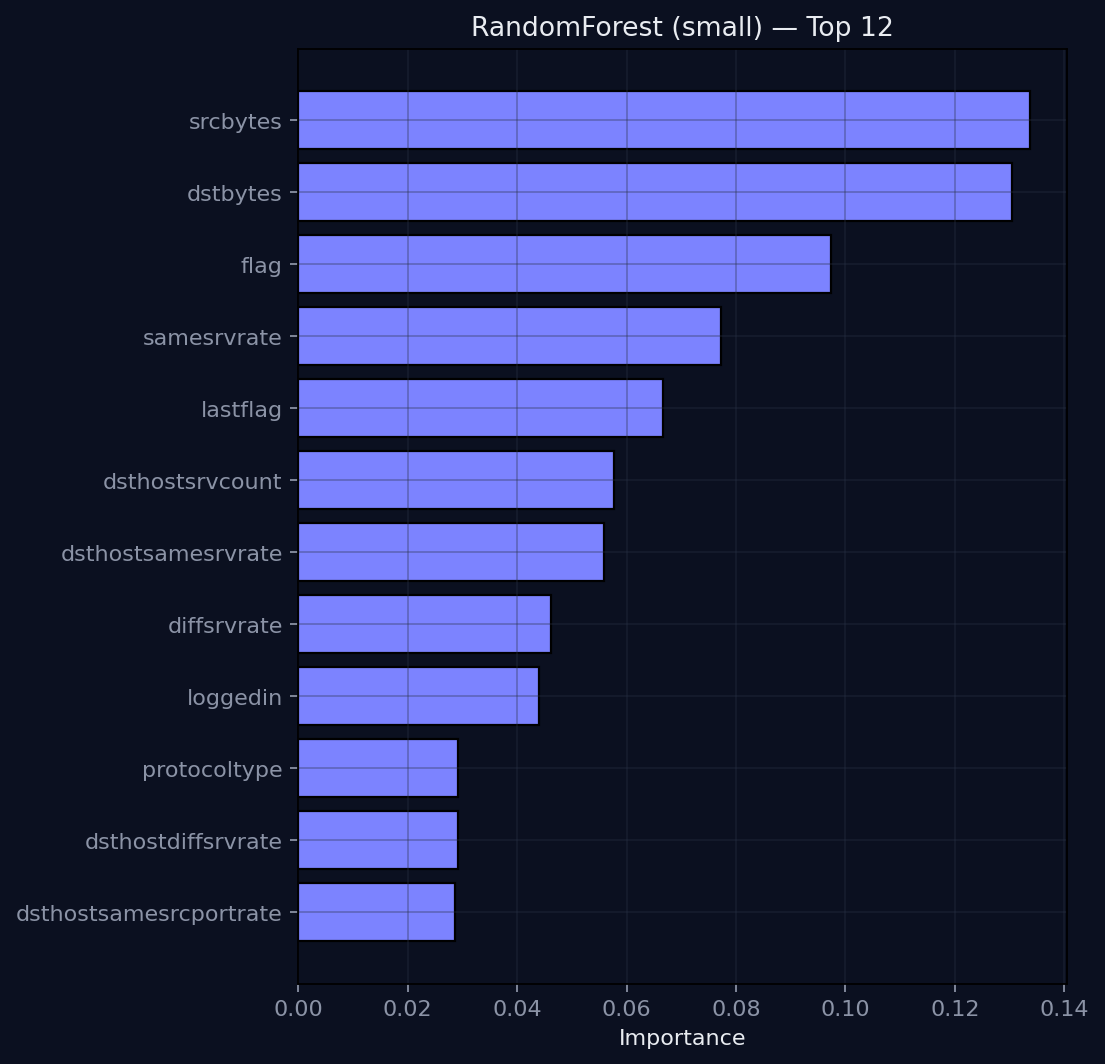 RandomForest (small) — Top 12
srcbytes
dstbytes
flag
samesrvrate
lastflag
dsthostsrvcount
dsthostsamesrvrate
diffsrvrate
loggedin
protocoltype
dsthostdiffsrvrate
dsthostsamesrcportrate
0.00 0.02 0.04 0.06 0.08 0.10 0.12 0.14
Importance